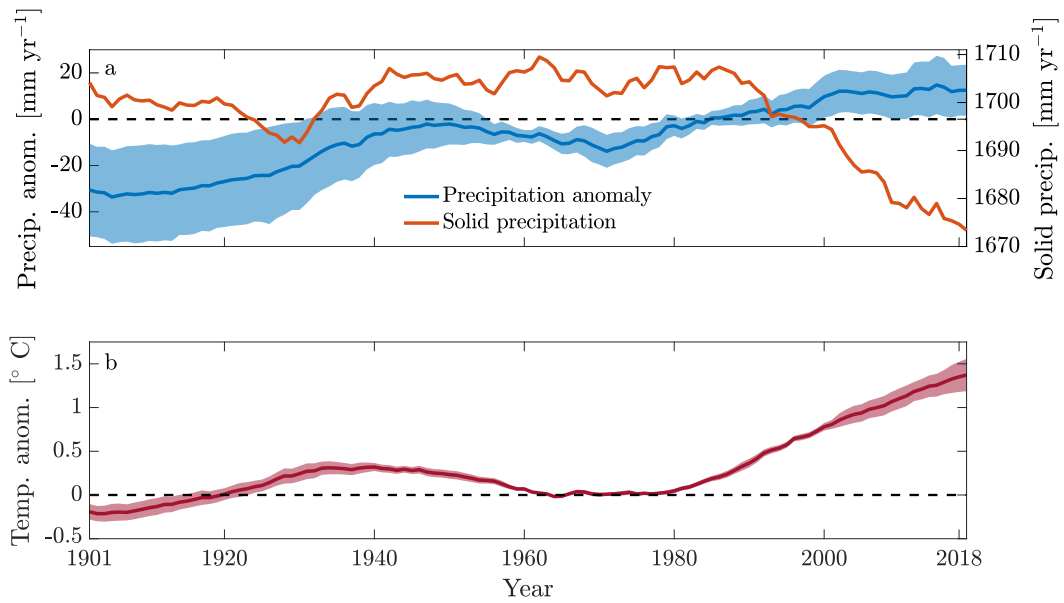 a
Precip. anom. [mm yr−1]
20
0
-20
-40
1710
1700
1690
1680
1670
Solid precip. [mm yr−1]
Precipitation anomaly
Solid precipitation
b
Temp. anom. [° C]
1.5
1
0.5
0
-0.5
1901 1920 1940 1960 1980 2000 2018
Year